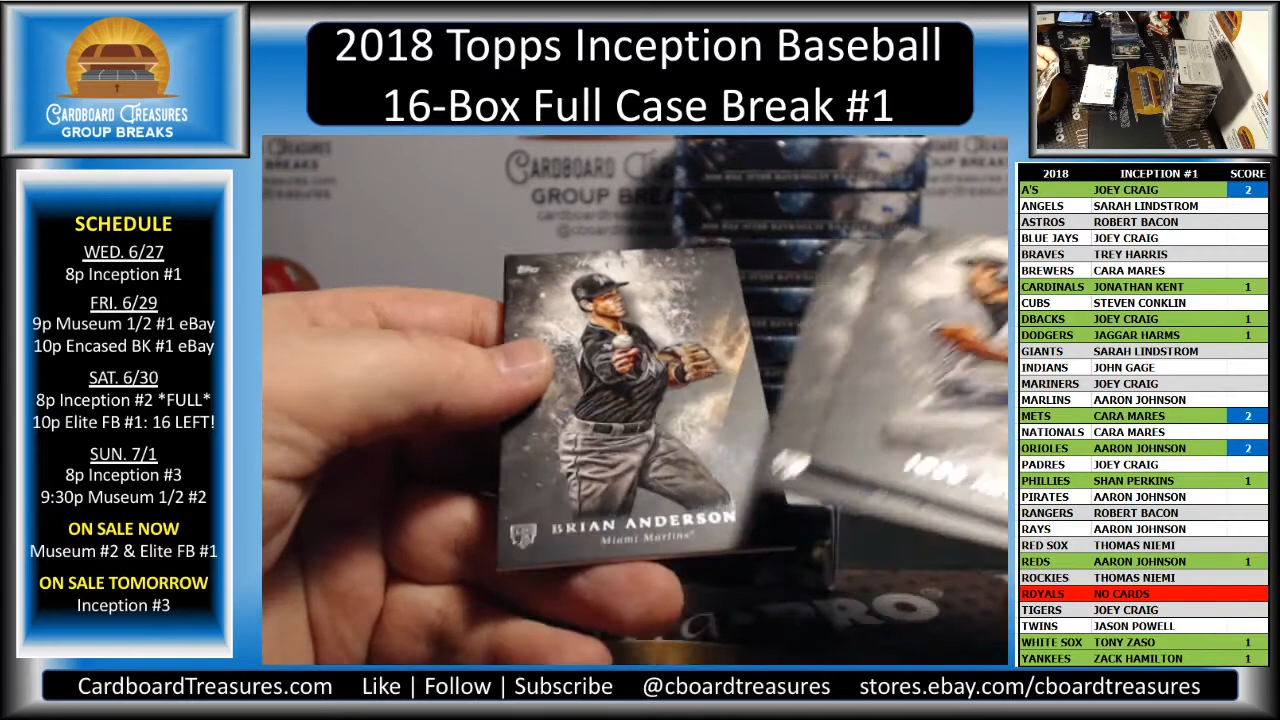 2018 Topps Inception Baseball
16-Box Full Case Break #1
CARDBOARD TREASURES
GROUP BREAKS
SCHEDULE
WED. 6/27
8p Inception #1
FRI. 6/29
9p Museum 1/2 #1 eBay
10p Encased BK #1 eBay
SAT. 6/30
8p Inception #2 *FULL*
10p Elite FB #1: 16 LEFT!
SUN. 7/1
8p Inception #3
9:30p Museum 1/2 #2
ON SALE NOW
Museum #2 & Elite FB #1
ON SALE TOMORROW
Inception #3
TREASURES
BREAKS
CARDBOARD
GROUP BREAKS
Topps
BRIAN ANDERSON
Miami Marlins
2018 INCEPTION #1 SCORE
A'S JOEY CRAIG 2
ANGELS SARAH LINDSTROM
ASTROS ROBERT BACON
BLUE JAYS JOEY CRAIG
BRAVES TREY HARRIS
BREWERS CARA MARES
CARDINALS JONATHAN KENT 1
CUBS STEVEN CONKLIN
DBACKS JOEY CRAIG 1
DODGERS JAGGAR HARMS 1
GIANTS SARAH LINDSTROM
INDIANS JOHN GAGE
MARINERS JOEY CRAIG
MARLINS AARON JOHNSON
METS CARA MARES 2
NATIONALS CARA MARES
ORIOLES AARON JOHNSON 2
PADRES JOEY CRAIG
PHILLIES SHAN PERKINS 1
PIRATES AARON JOHNSON
RANGERS ROBERT BACON
RAYS AARON JOHNSON
RED SOX THOMAS NIEMI
REDS AARON JOHNSON 1
ROCKIES THOMAS NIEMI
ROYALS NO CARDS
TIGERS JOEY CRAIG
TWINS JASON POWELL
WHITE SOX TONY ZASO 1
YANKEES ZACK HAMILTON 1
CardboardTreasures.com Like | Follow | Subscribe @cboardtreasures stores.ebay.com/cboardtreasures